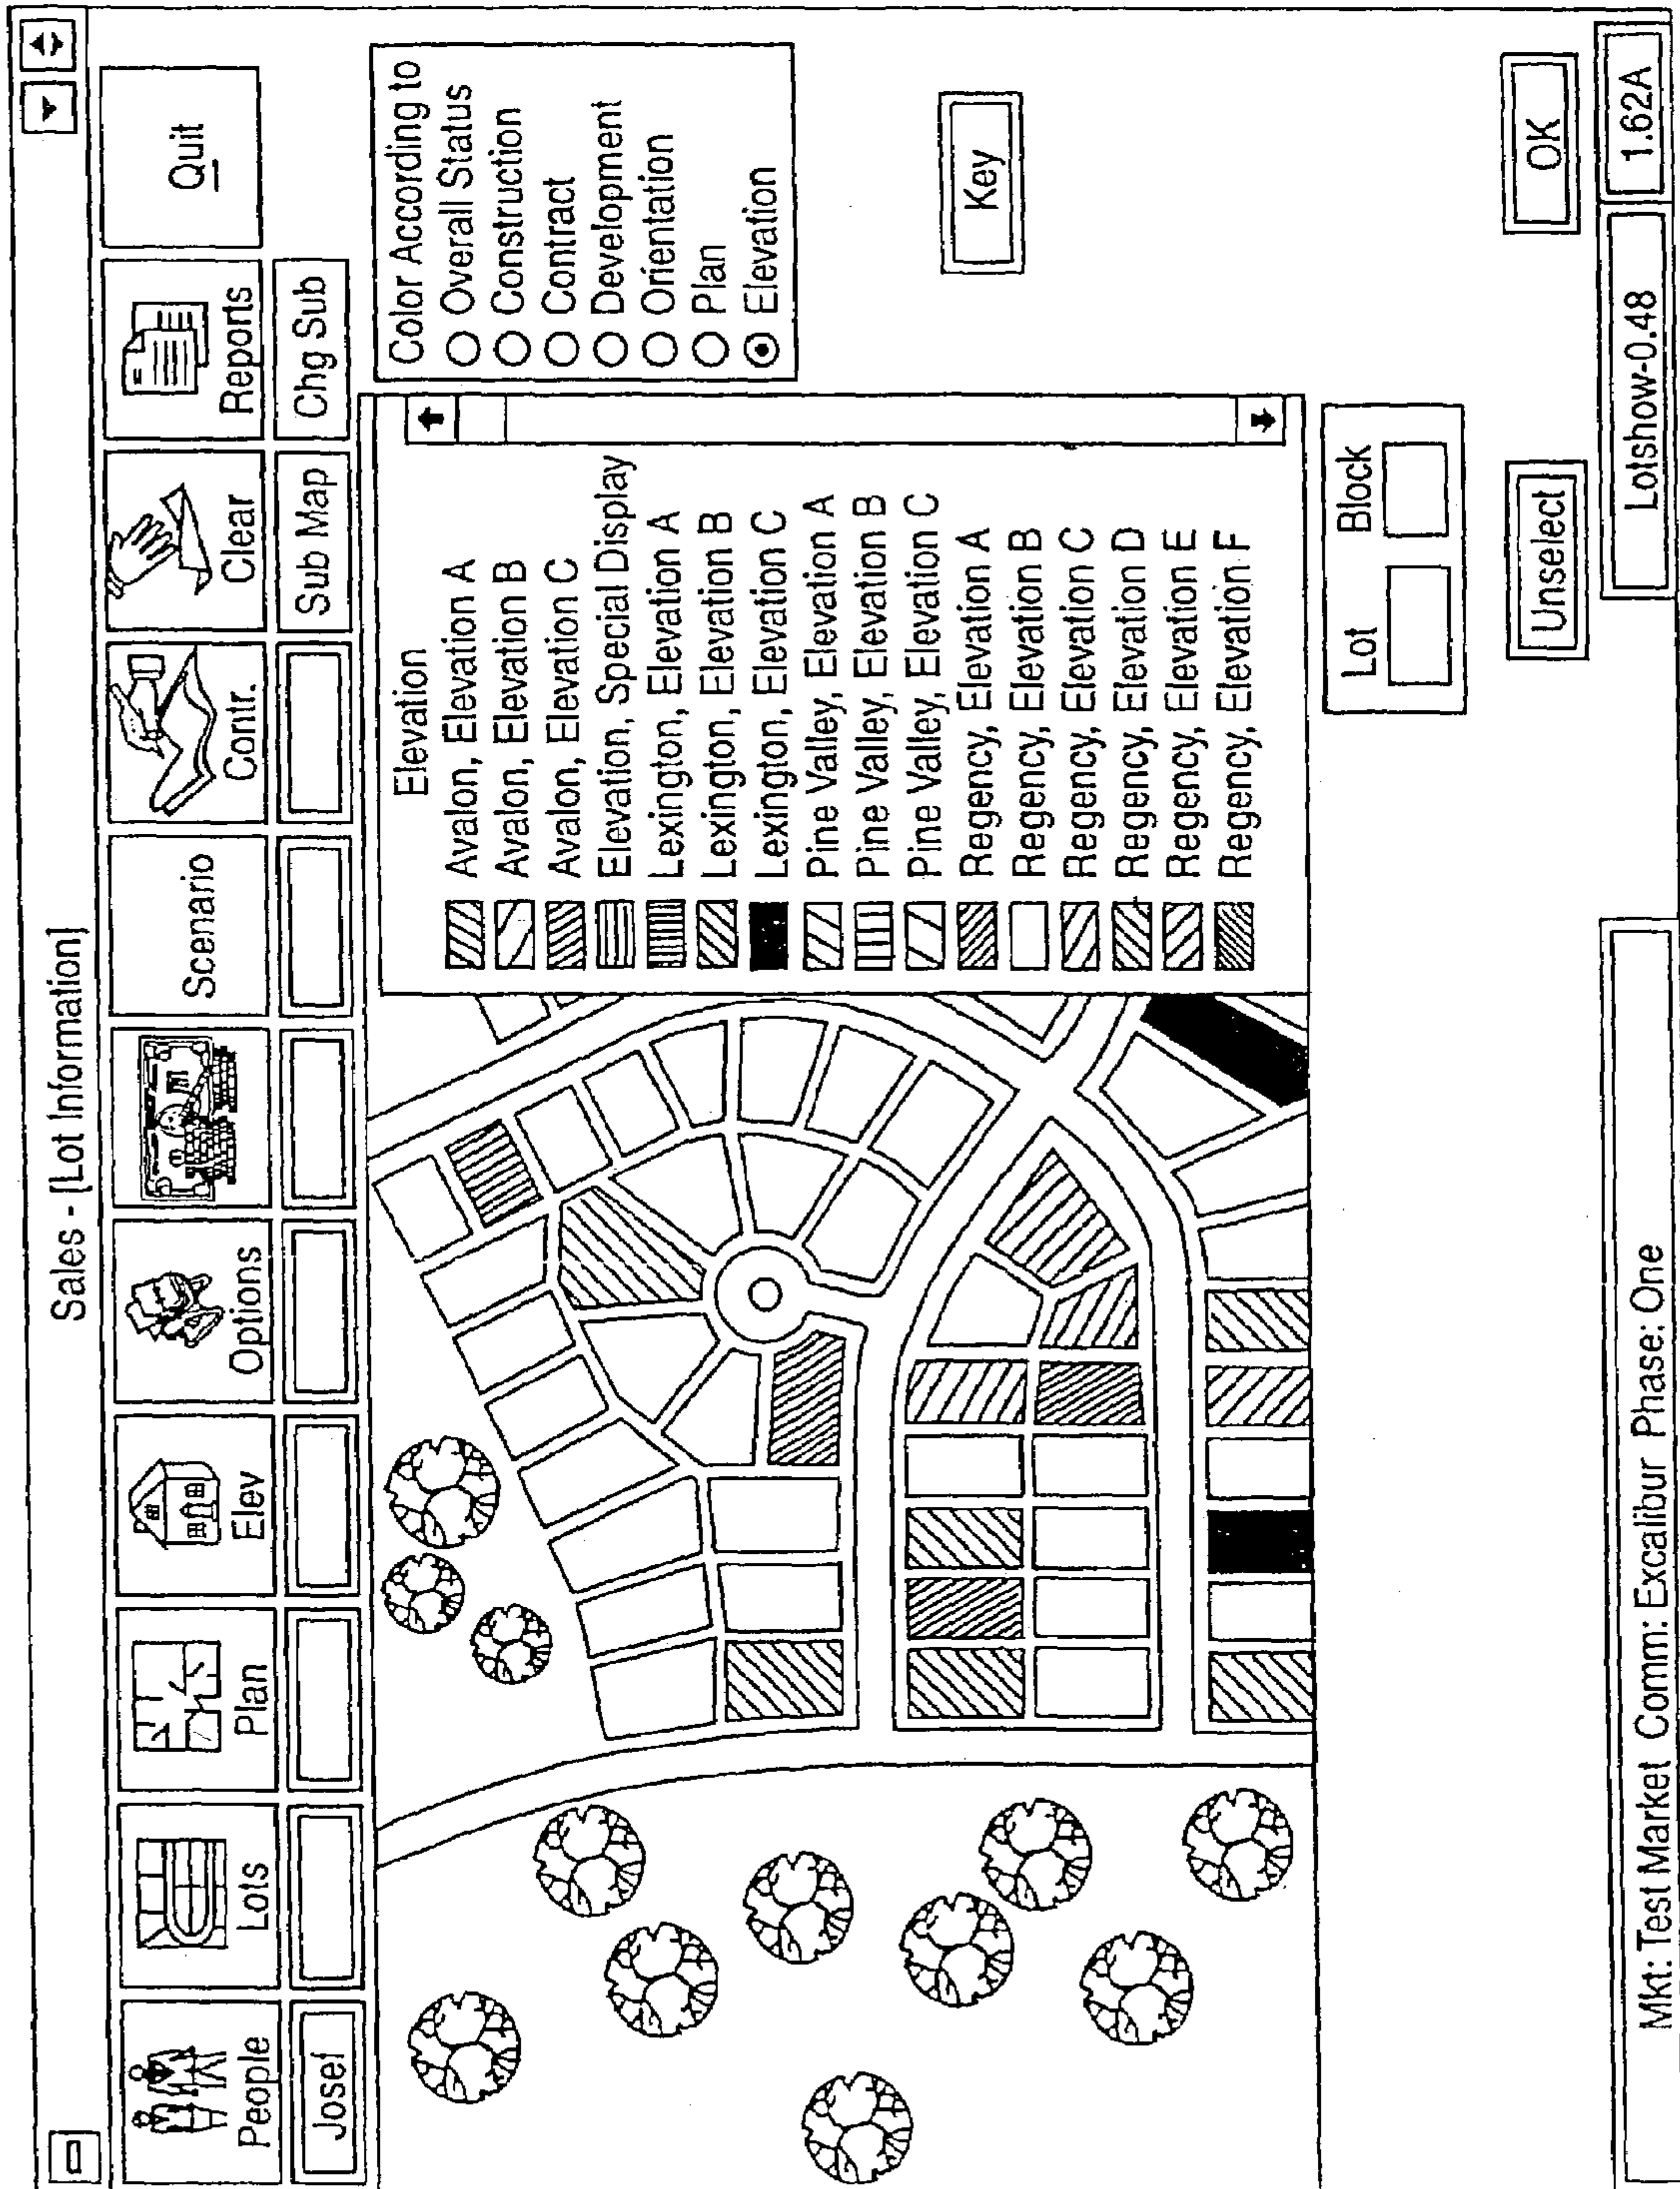 Sales - [Lot Information]
People
Lots
Plan
Elev
Options
Scenario
Contr.
Clear
Reports
Quit
Josef
Sub Map
Chg Sub
Elevation
Avalon, Elevation A
Avalon, Elevation B
Avalon, Elevation C
Elevation, Special Display
Lexington, Elevation A
Lexington, Elevation B
Lexington, Elevation C
Pine Valley, Elevation A
Pine Valley, Elevation B
Pine Valley, Elevation C
Regency, Elevation A
Regency, Elevation B
Regency, Elevation C
Regency, Elevation D
Regency, Elevation E
Regency, Elevation F
Color According to
Overall Status
Construction
Contract
Development
Orientation
Plan
Elevation
Key
Lot Block
Unselect
OK
Mkt: Test Market Comm: Excalibur Phase: One
Lotshow-0.48
1.62A